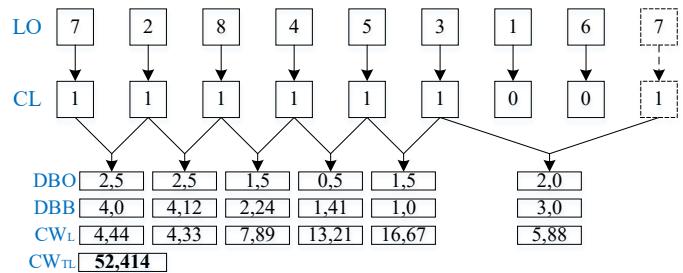 LO 7 2 8 4 5 3 1 6 7
CL 1 1 1 1 1 1 0 0 1
DBO 2,5 2,5 1,5 0,5 1,5 2,0
DBB 4,0 4,12 2,24 1,41 1,0 3,0
CWL 4,44 4,33 7,89 13,21 16,67 5,88
CWTL 52,414